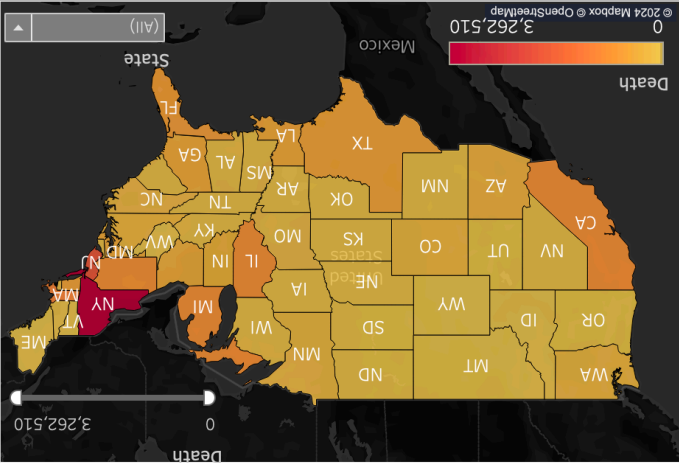 Death
0 3,262,510
WA
MT
ND
MN
ME
OR
ID
SD
WI
VT
WY
MI
NY
MA
NE
IA
United
States
NV
UT
CO
IL
IN
NJ
KS
MO
WV
MD
KY
CA
OK
TN
NC
AZ
NM
AR
MS
AL
GA
TX
LA
FL
Death
0 3,262,510
Mexico
State
(All)
© 2024 Mapbox © OpenStreetMap